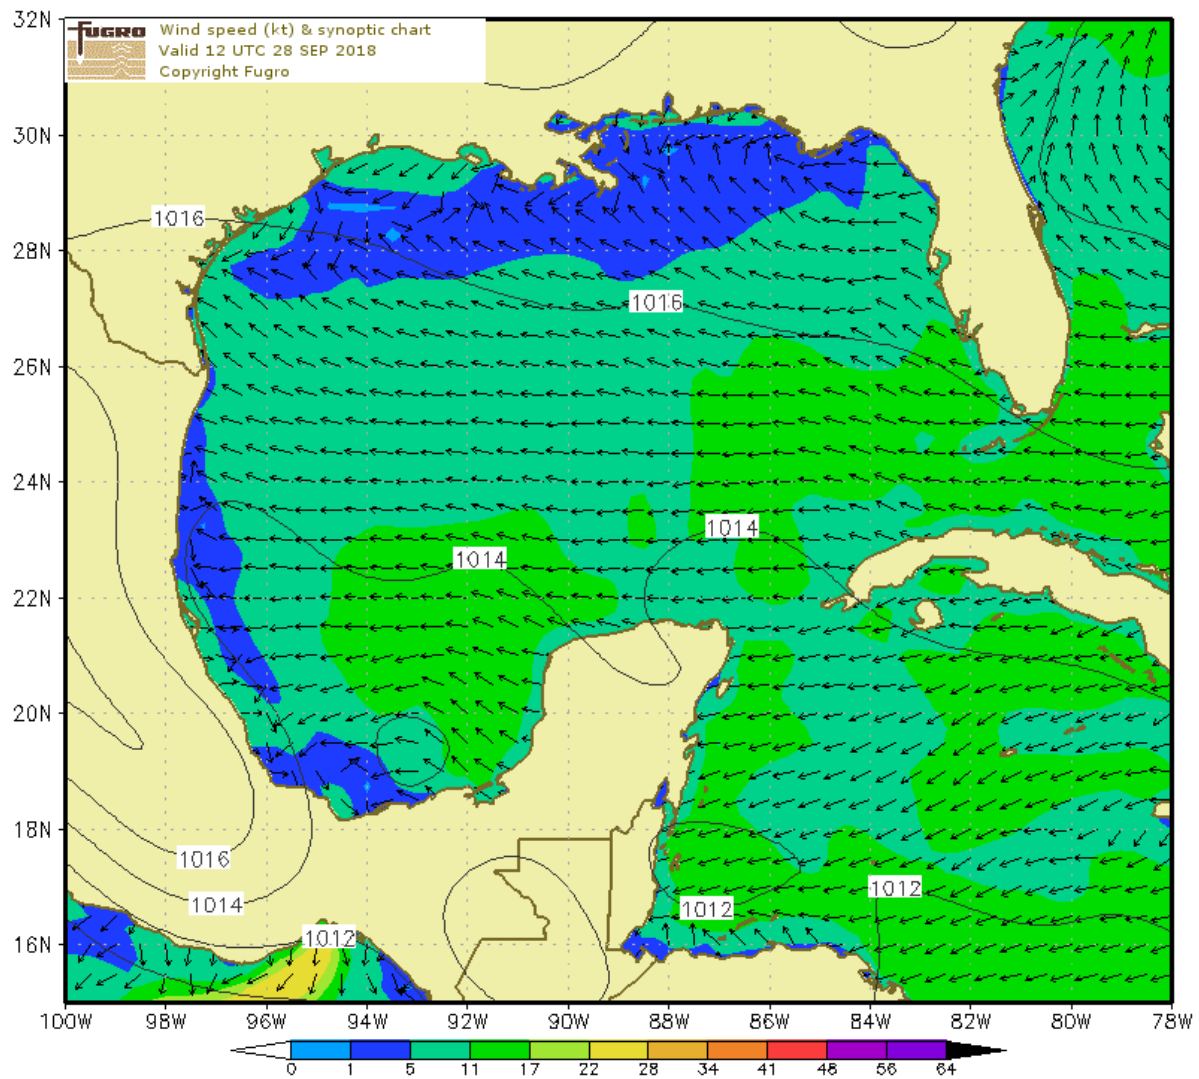 32N
FUGRO
Wind speed (kt) & synoptic chart
Valid 12 UTC 28 SEP 2018
Copyright Fugro
30N
1016
28N
1016
26N
24N
1014
1014
22N
20N
18N
1016
1012
1014
1012
1012
16N
100W 98W 96W 94W 92W 90W 88W 86W 84W 82W 80W 78W
0 1 5 11 17 22 28 34 41 48 56 64